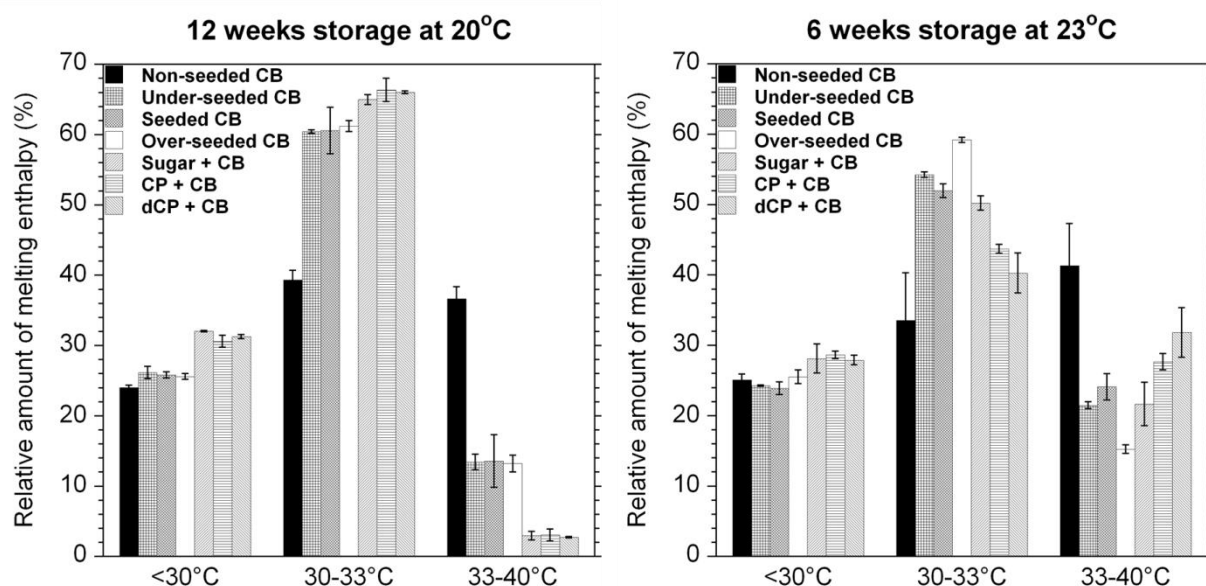 12 weeks storage at 20°C
Relative amount of melting enthalpy (%)
70
60
50
40
30
20
10
0
Non-seeded CB
Under-seeded CB
Seeded CB
Over-seeded CB
Sugar + CB
CP + CB
dCP + CB
<30°C 30-33°C 33-40°C
6 weeks storage at 23°C
Relative amount of melting enthalpy (%)
70
60
50
40
30
20
10
0
Non-seeded CB
Under-seeded CB
Seeded CB
Over-seeded CB
Sugar + CB
CP + CB
dCP + CB
<30°C 30-33°C 33-40°C